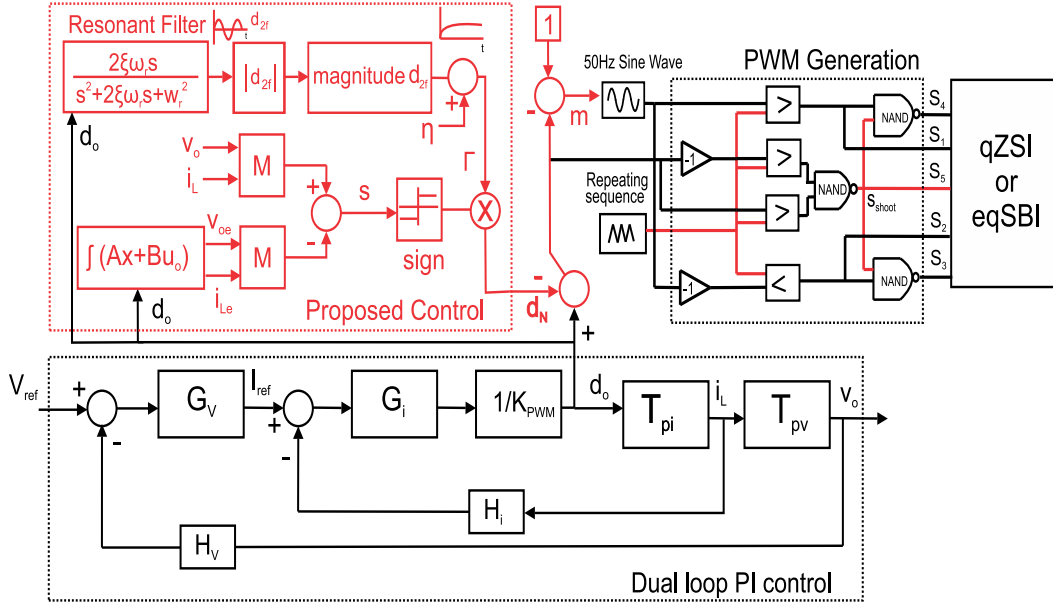 Resonant Filter
t
d2f
2ξωrs
s²+2ξωrs+wr²
|d2f|
magnitude d2f
t
+
η
1
-
m
50Hz Sine Wave
PWM Generation
>
-1
>
>
-1
<
NAND
NAND
NAND
Sshoot
Repeating
sequence
S4
S1
S5
S2
S3
qZSI
or
eqSBI
do
vo
iL
M
+
-
s
sign
Γ
X
voe
iLe
M
∫(Ax+Buo)
do
Proposed Control
dN
-
+
Vref
+
-
GV
Iref
+
-
Gi
1/KPWM
do
Tpi
iL
Tpv
vo
Hi
HV
Dual loop PI control